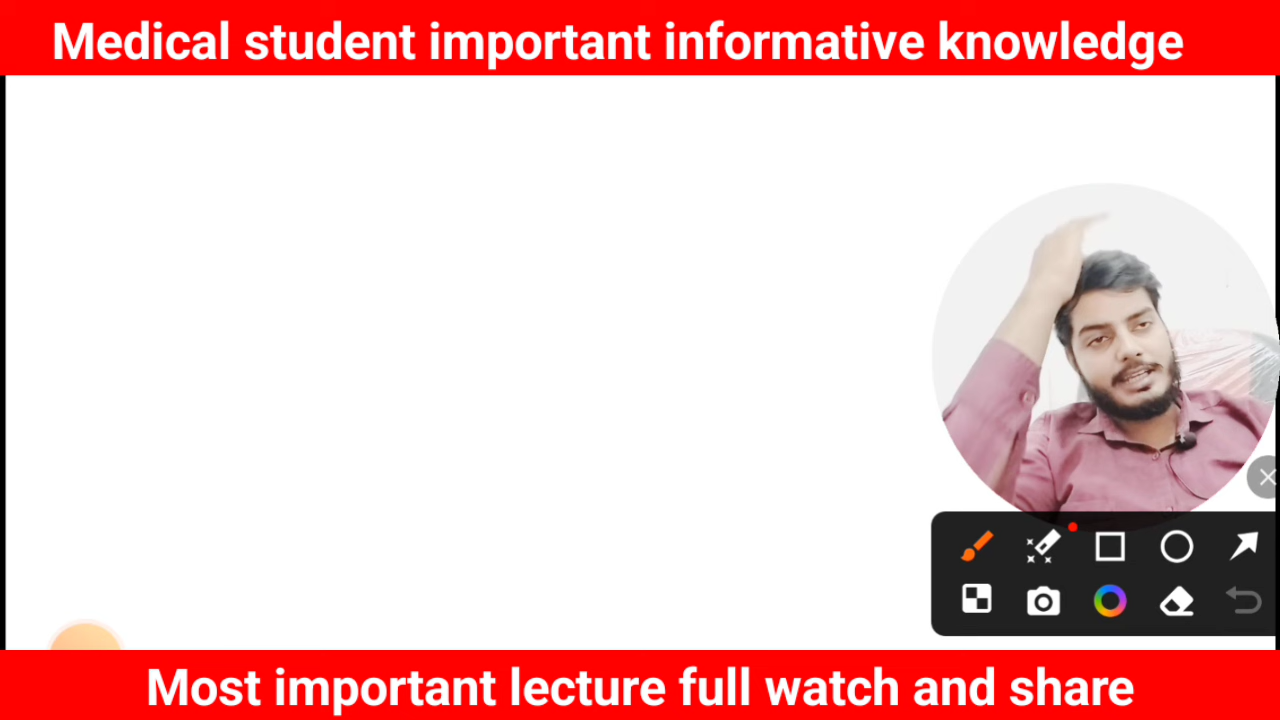 Medical student important informative knowledge
Most important lecture full watch and share